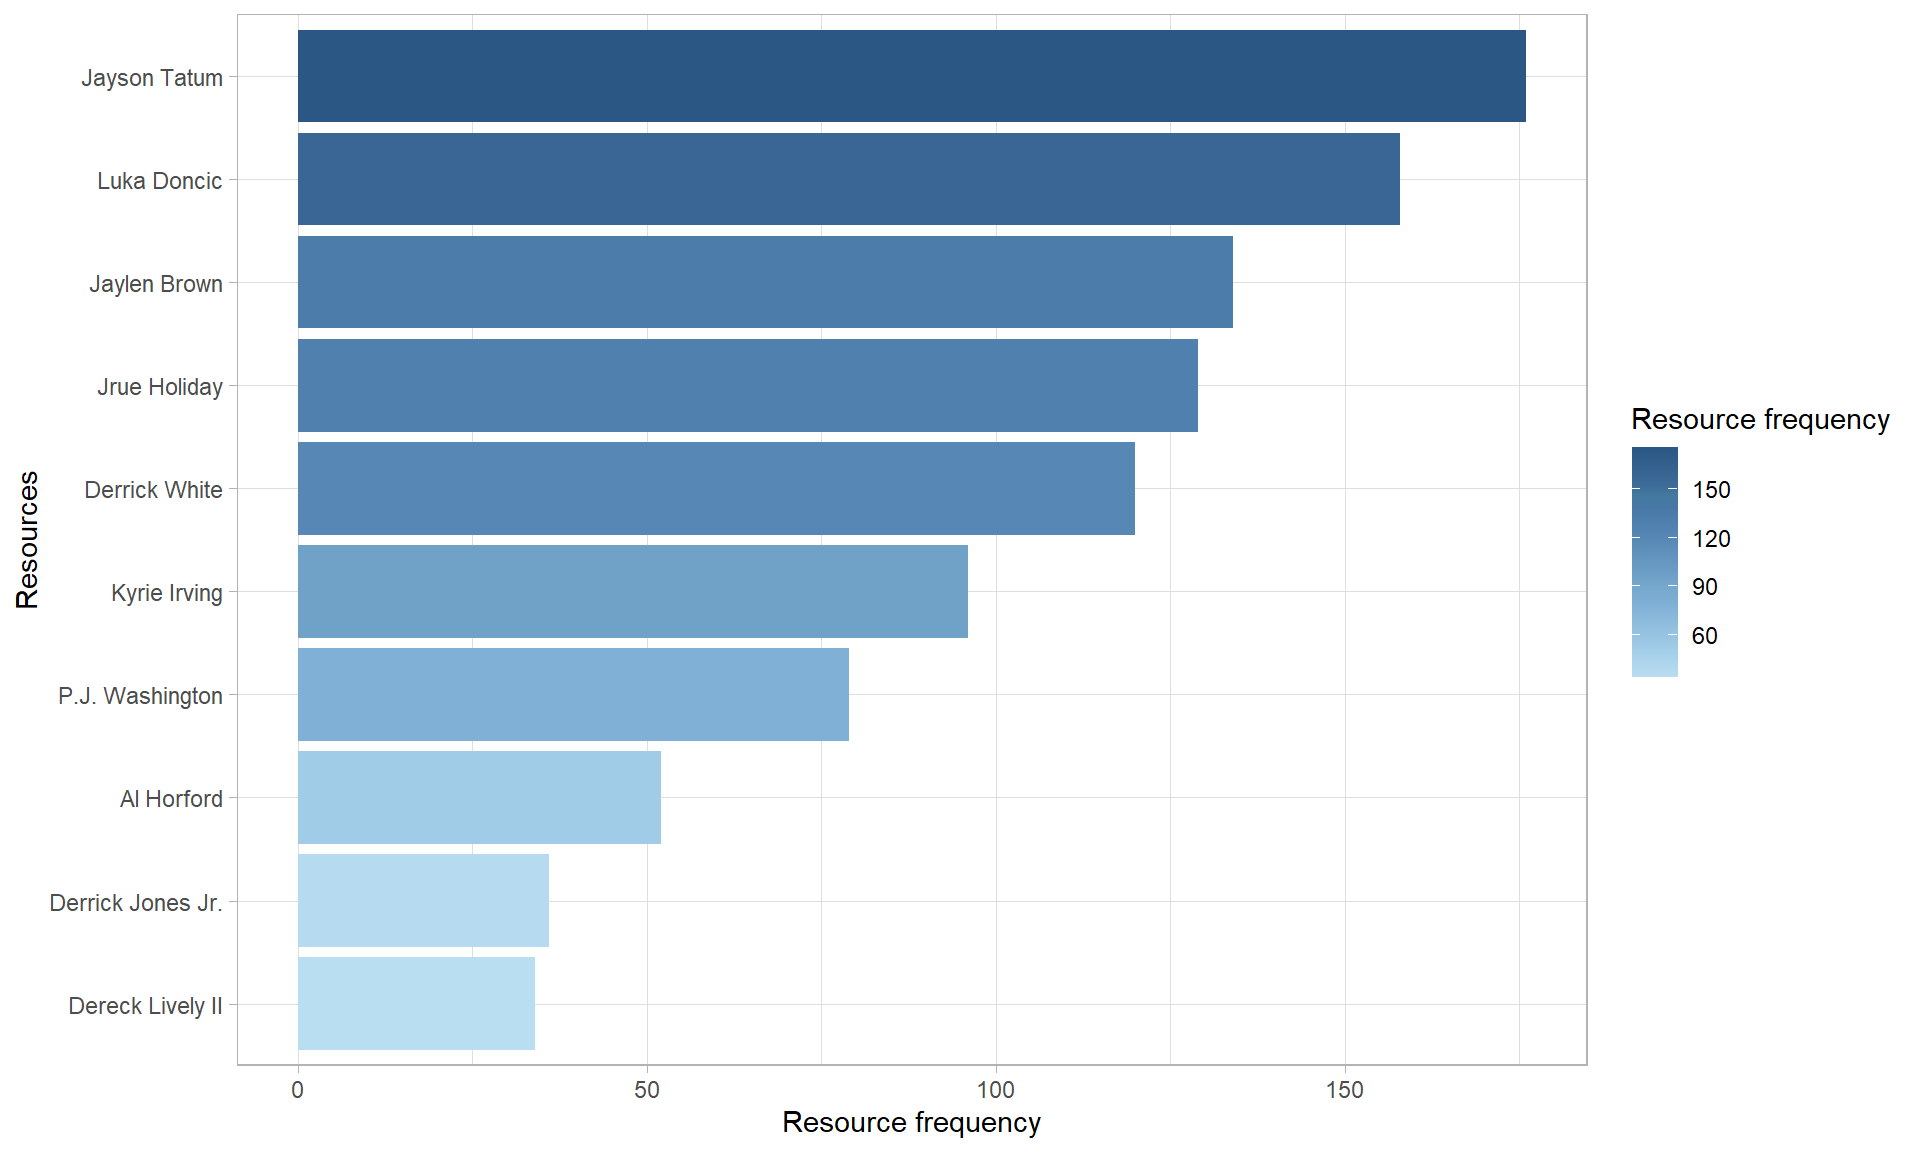 Jayson Tatum
Luka Doncic
Jaylen Brown
Jrue Holiday
Derrick White
Kyrie Irving
P.J. Washington
Al Horford
Derrick Jones Jr.
Dereck Lively II
Resources
0 50 100 150
Resource frequency
Resource frequency
150
120
90
60